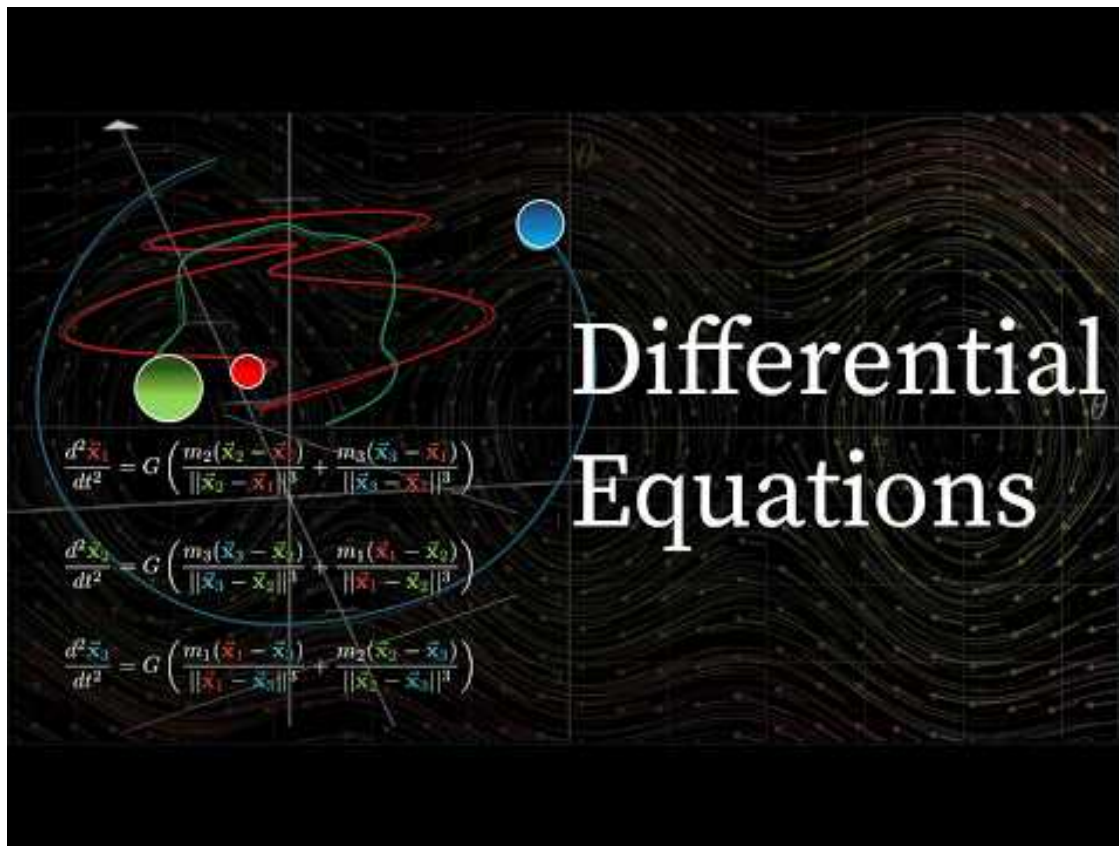 Differential
Equations
d²x⃗₁/dt² = G ( m₂(x⃗₂ − x⃗₁)/||x⃗₂ − x⃗₁||³ + m₃(x⃗₃ − x⃗₁)/||x⃗₃ − x⃗₁||³ )
d²x⃗₂/dt² = G ( m₃(x⃗₃ − x⃗₂)/||x⃗₃ − x⃗₂||³ + m₁(x⃗₁ − x⃗₂)/||x⃗₁ − x⃗₂||³ )
d²x⃗₃/dt² = G ( m₁(x⃗₁ − x⃗₃)/||x⃗₁ − x⃗₃||³ + m₂(x⃗₂ − x⃗₃)/||x⃗₂ − x⃗₃||³ )
θ